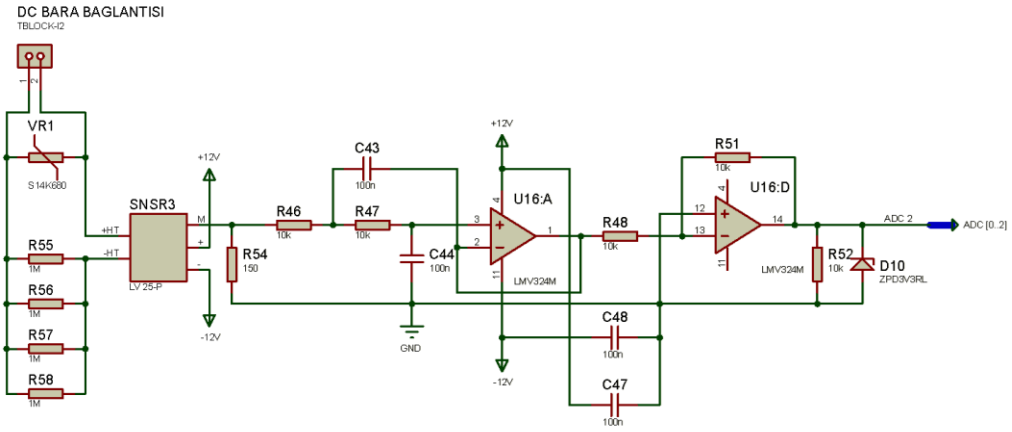 DC BARA BAGLANTISI
TBLOCK-I2
1
2
VR1
S14K680
+12V
SNSR3
M
+
-
+HT
-HT
LV 25-P
-12V
R55
1M
R56
1M
R57
1M
R58
1M
R54
150
R46
10k
C43
100n
R47
10k
C44
100n
GND
+12V
4
U16:A
3
2
1
11
LMV324M
-12V
R48
10k
C48
100n
C47
100n
R51
10k
4
U16:D
12
13
14
11
LMV324M
R52
10k
D10
ZPD3V3RL
ADC 2
ADC [0..2]